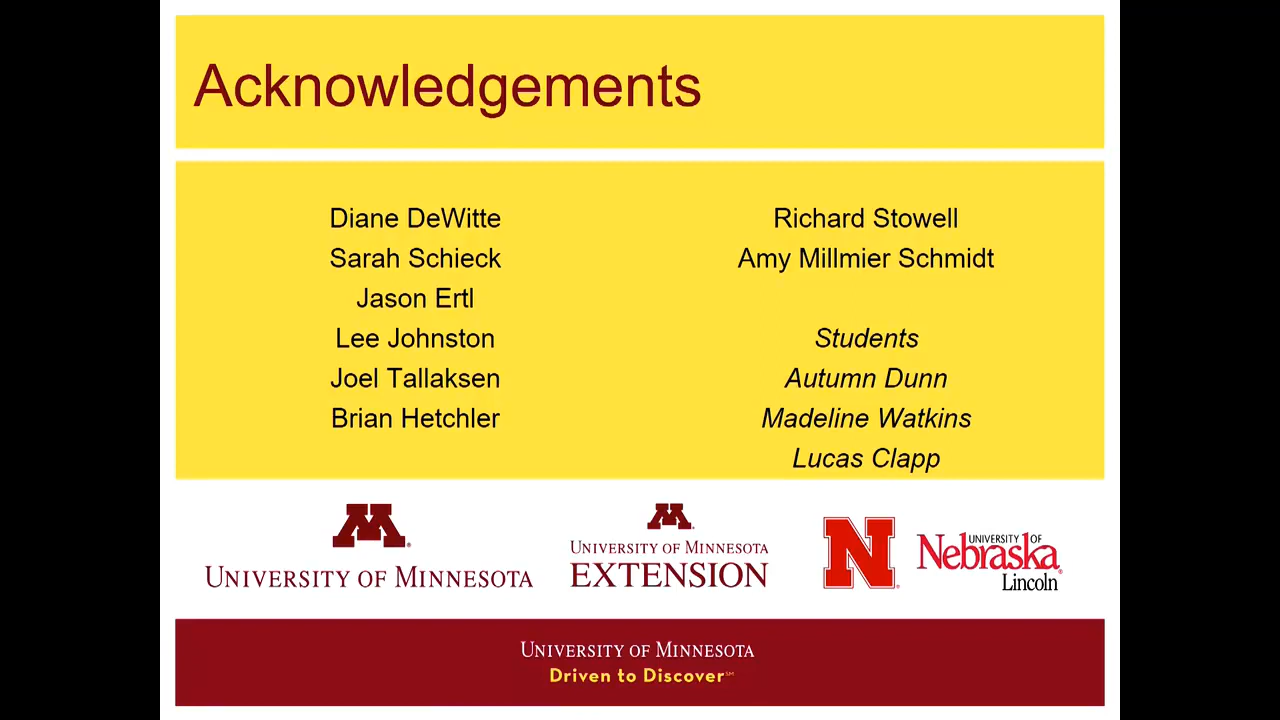 Acknowledgements
Diane DeWitte
Sarah Schieck
Jason Ertl
Lee Johnston
Joel Tallaksen
Brian Hetchler
Richard Stowell
Amy Millmier Schmidt
Students
Autumn Dunn
Madeline Watkins
Lucas Clapp
M
UNIVERSITY OF MINNESOTA
M
UNIVERSITY OF MINNESOTA
EXTENSION
N
UNIVERSITY OF
Nebraska
Lincoln
UNIVERSITY OF MINNESOTA
Driven to Discover℠